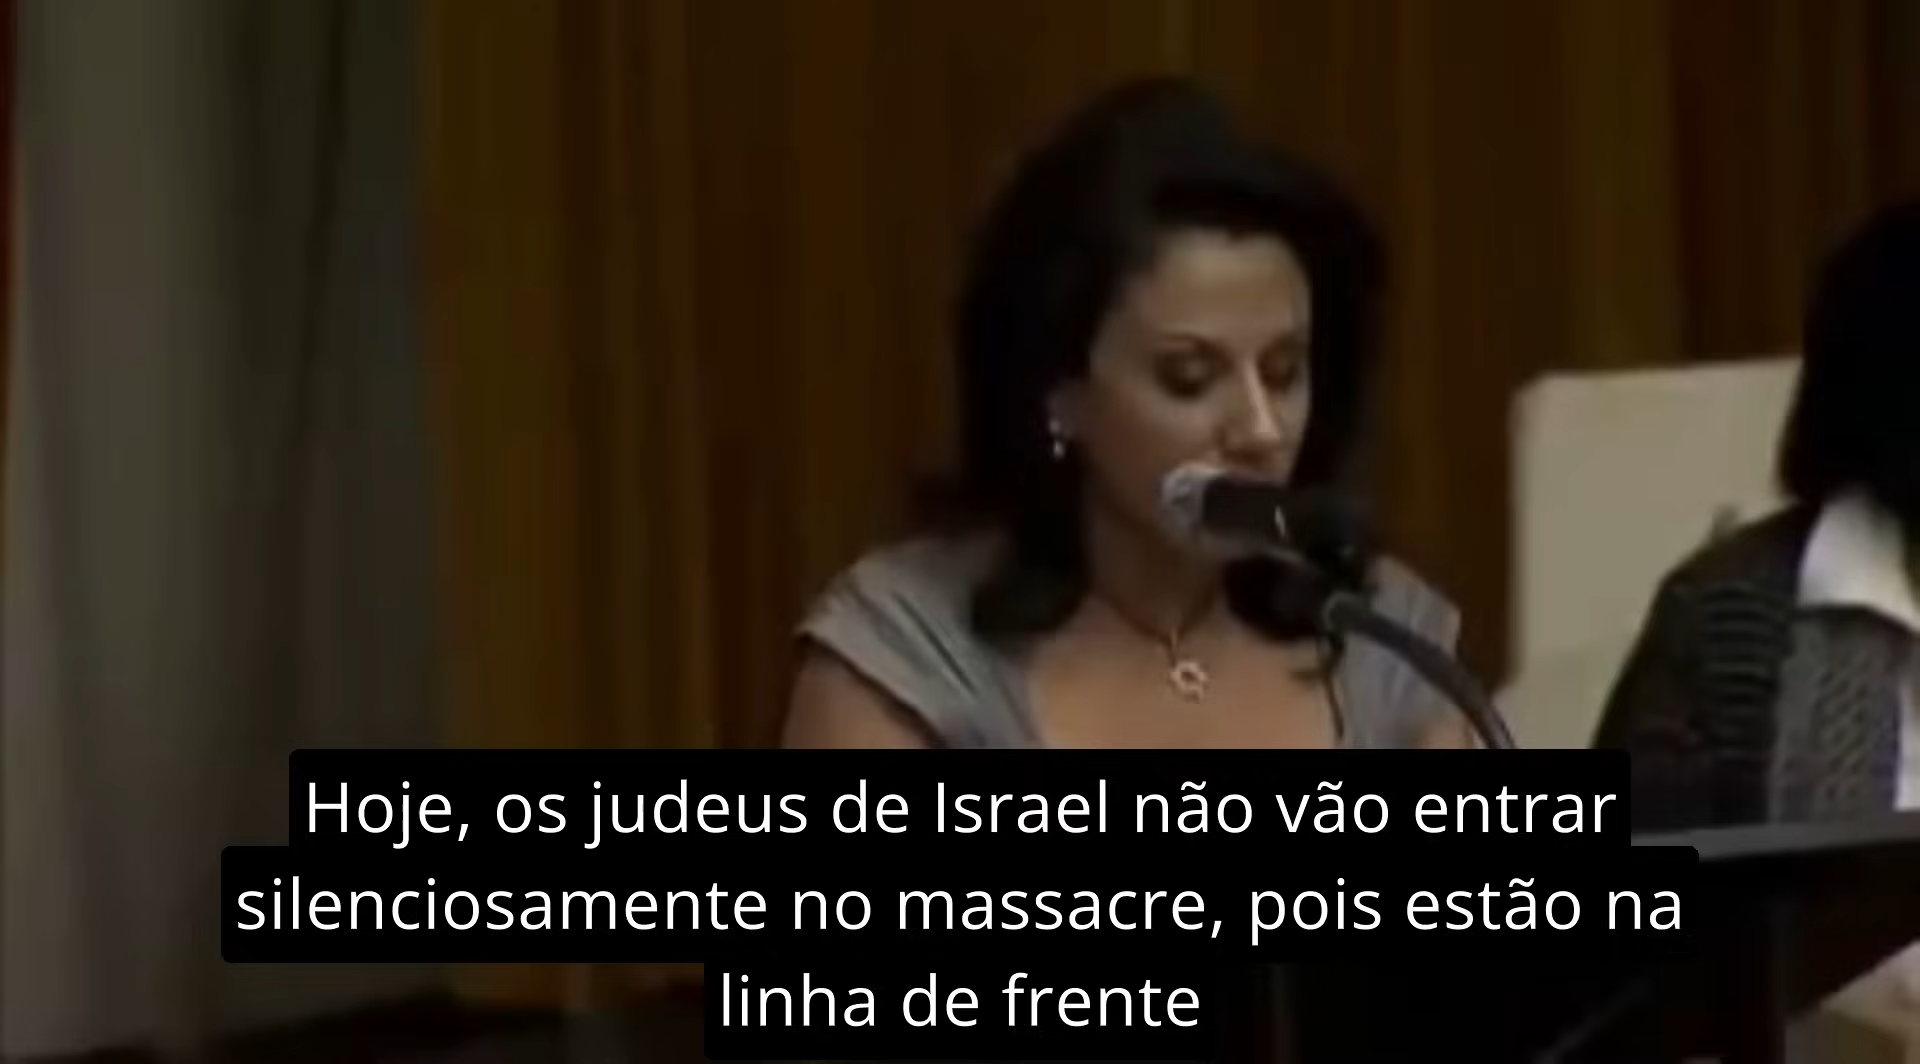 Hoje, os judeus de Israel não vão entrar
silenciosamente no massacre, pois estão na
linha de frente